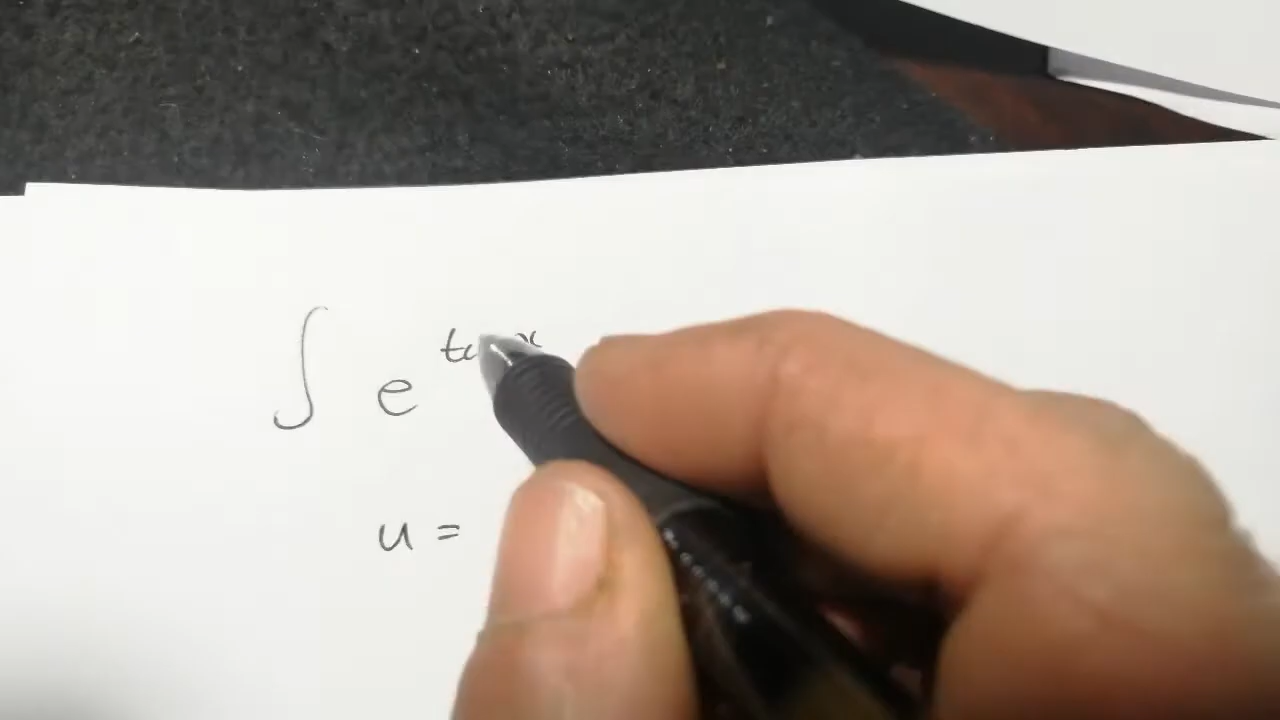 ∫ e
u =